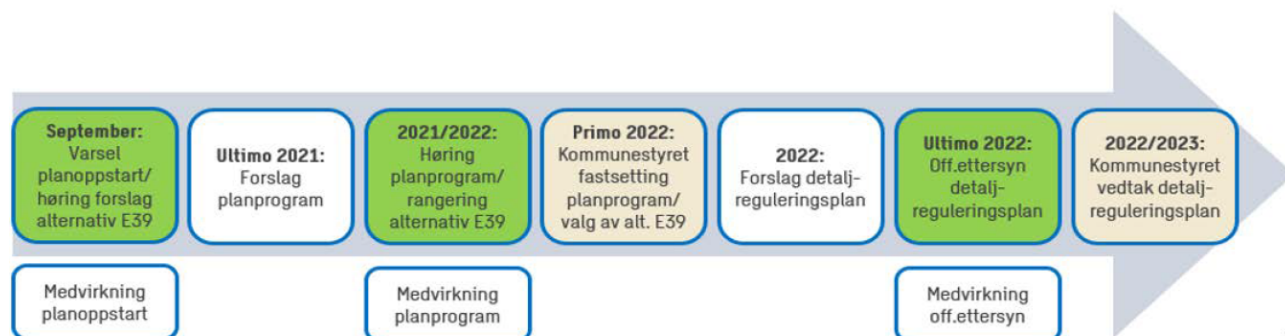 September:
Varsel
planoppstart/
høring forslag
alternativ E39
Ultimo 2021:
Forslag
planprogram
2021/2022:
Høring
planprogram/
rangering
alternativ E39
Primo 2022:
Kommunestyret
fastsetting
planprogram/
valg av alt. E39
2022:
Forslag detalj-
reguleringsplan
Ultimo 2022:
Off.ettersyn
detalj-
reguleringsplan
2022/2023:
Kommunestyret
vedtak detalj-
reguleringsplan
Medvirkning
planoppstart
Medvirkning
planprogram
Medvirkning
off.ettersyn